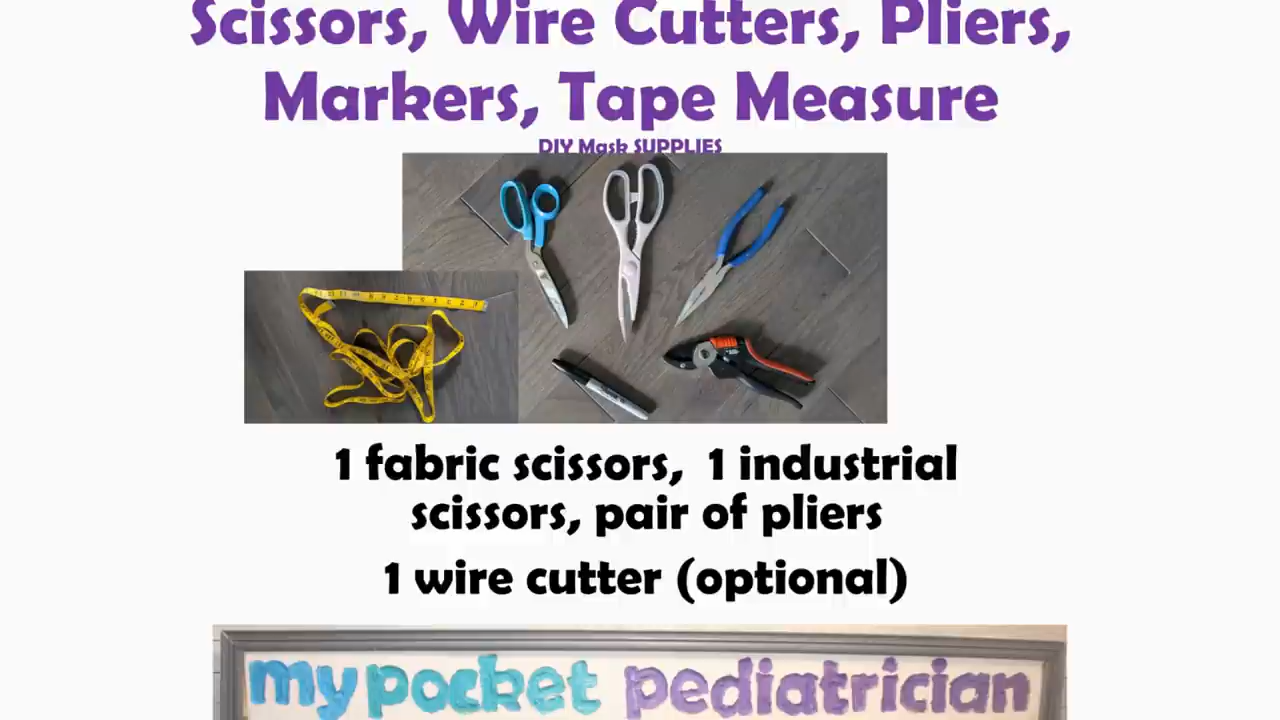 Scissors, Wire Cutters, Pliers,
Markers, Tape Measure
DIY Mask SUPPLIES
1 fabric scissors, 1 industrial
scissors, pair of pliers
1 wire cutter (optional)
my pocket pediatrician